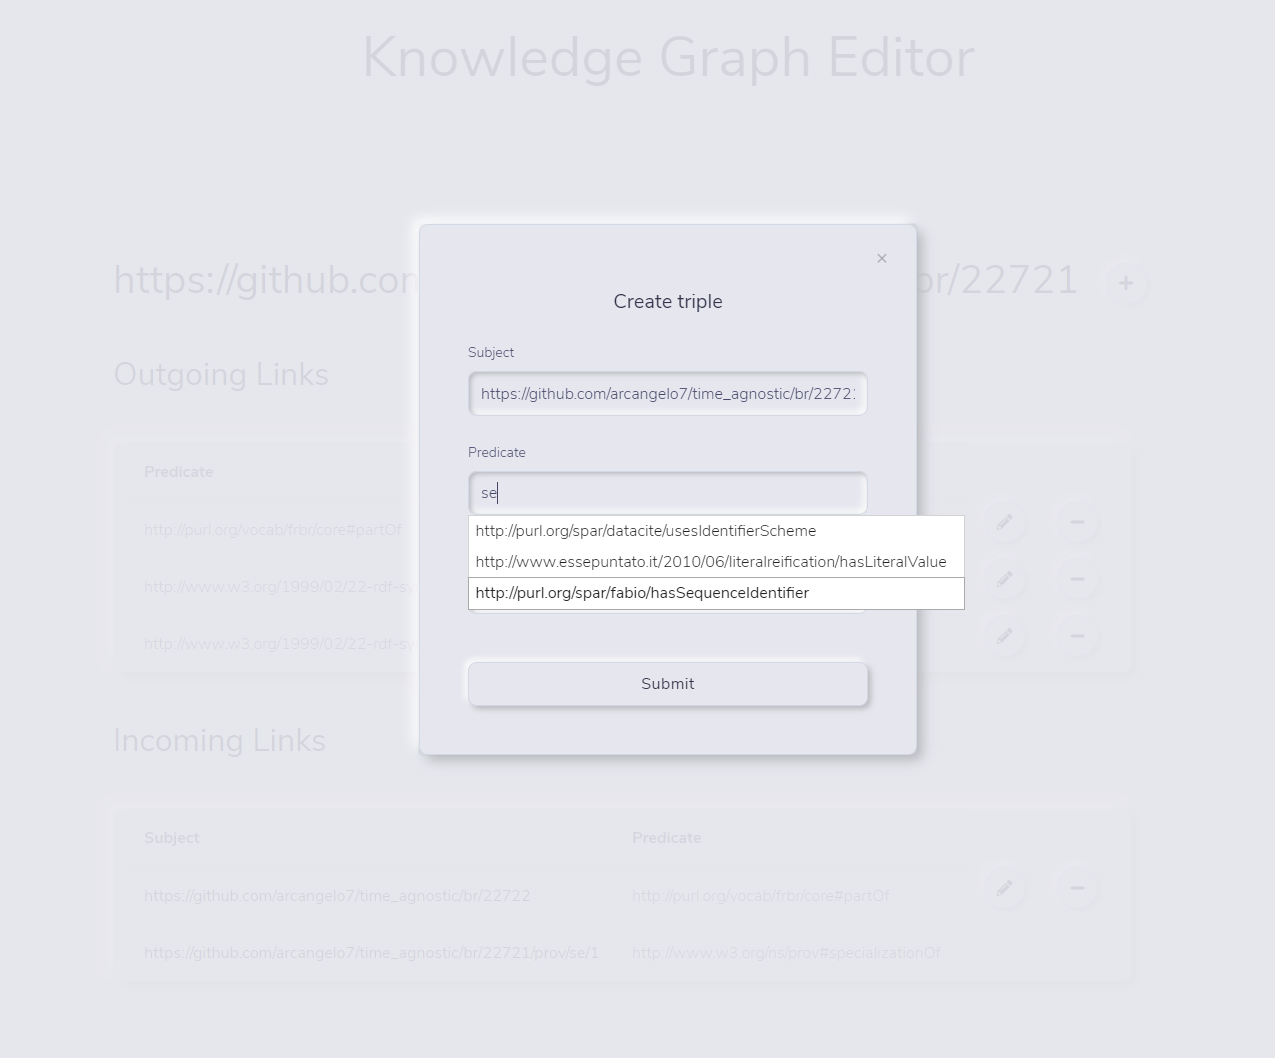 Knowledge Graph Editor
https://github.com
br/22721
Create triple
Subject
https://github.com/arcangelo7/time_agnostic/br/2272
Predicate
se
http://purl.org/spar/datacite/usesIdentifierScheme
http://www.essepuntato.it/2010/06/literalreification/hasLiteralValue
http://purl.org/spar/fabio/hasSequenceIdentifier
Submit
Outgoing Links
Predicate
http://purl.org/vocab/frbr/core#partOf
http://www.w3.org/1999/02/22-rdf-sy
http://www.w3.org/1999/02/22-rdf-sy
Incoming Links
Subject Predicate
https://github.com/arcangelo7/time_agnostic/br/22722 http://purl.org/vocab/frbr/core#partOf
https://github.com/arcangelo7/time_agnostic/br/22721/prov/se/1 http://www.w3.org/ns/prov#specializationOf